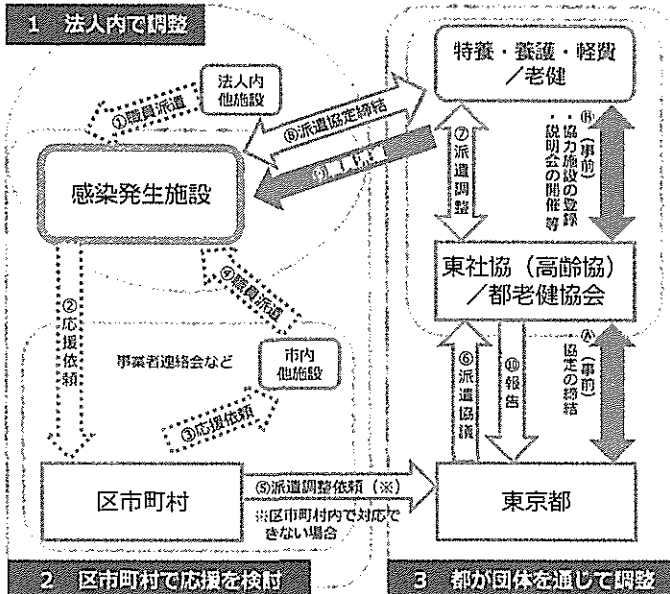 1 法人内で調整
法人内
他施設
①職員派遣
感染発生施設
⑧派遣協定締結
特養・養護・軽費
/老健
⑦派遣調整
Ⓑ(事前)
・協力施設の登録
・説明会の開催 等
東社協(高齢協)
/都老健協会
②応援依頼
④職員派遣
事業者連絡会など
市内
他施設
③応援依頼
⑥派遣協議
⑩報告
Ⓐ(事前)
・協定の締結
区市町村
⑤派遣調整依頼(※)
※区市町村内で対応で
きない場合
東京都
2 区市町村で応援を検討
3 都が団体を通じて調整